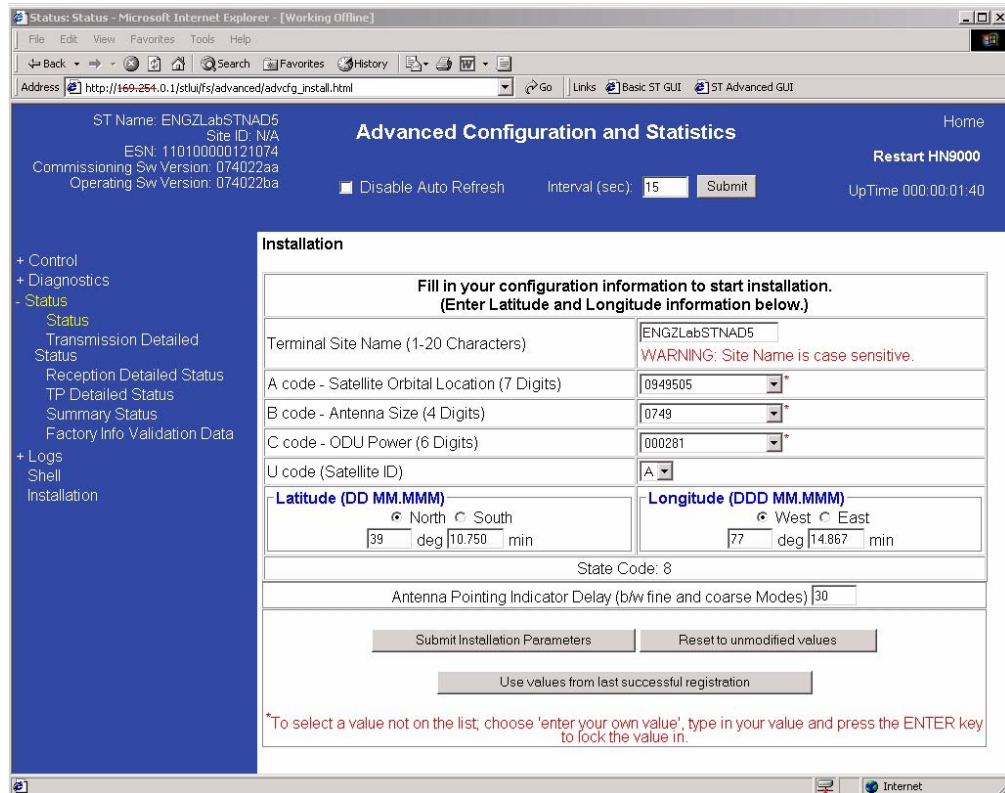 Status: Status - Microsoft Internet Explorer - [Working Offline]
File Edit View Favorites Tools Help
Back Search Favorites History
Address http://169.254.0.1/stlui/fs/advanced/advcfg_install.html Go Links Basic ST GUI ST Advanced GUI
ST Name: ENGZLabSTNAD5
Site ID: N/A
ESN: 110100000121074
Commissioning Sw Version: 074022aa
Operating Sw Version: 074022ba
Advanced Configuration and Statistics
Disable Auto Refresh Interval (sec): 15 Submit
Home
Restart HN9000
UpTime 000:00:01:40
+ Control
+ Diagnostics
- Status
Status
Transmission Detailed
Status
Reception Detailed Status
TP Detailed Status
Summary Status
Factory Info Validation Data
+ Logs
Shell
Installation
Installation
Fill in your configuration information to start installation.
(Enter Latitude and Longitude information below.)
Terminal Site Name (1-20 Characters) ENGZLabSTNAD5
WARNING: Site Name is case sensitive.
A code - Satellite Orbital Location (7 Digits) 0949505 *
B code - Antenna Size (4 Digits) 0749 *
C code - ODU Power (6 Digits) 000281 *
U code (Satellite ID) A
Latitude (DD MM.MMM) Longitude (DDD MM.MMM)
North South West East
39 deg 10.750 min 77 deg 14.867 min
State Code: 8
Antenna Pointing Indicator Delay (b/w fine and coarse Modes) 30
Submit Installation Parameters Reset to unmodified values
Use values from last successful registration
*To select a value not on the list; choose 'enter your own value', type in your value and press the ENTER key
to lock the value in.
Internet